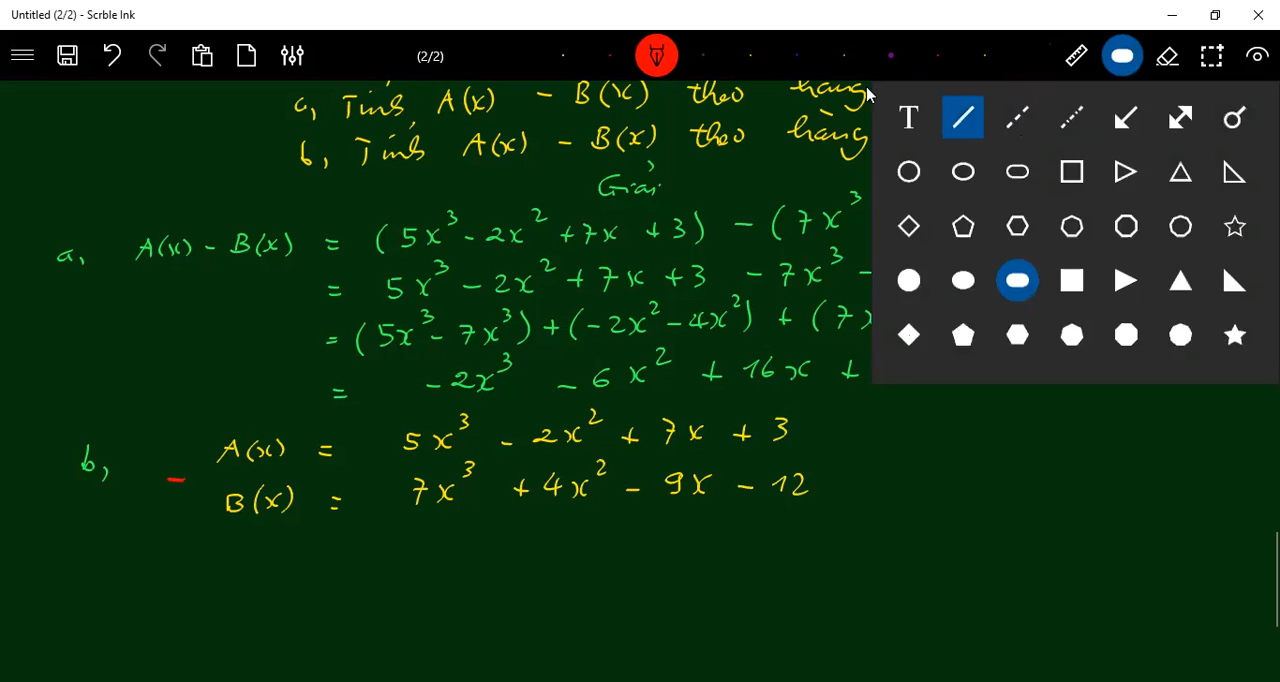 Untitled (2/2) - Scrble Ink
(2/2)
T
a, Tính A(x) - B(x) theo hàng
b, Tính A(x) - B(x) theo hàng
Giải
a, A(x) - B(x) = (5x³ - 2x² + 7x + 3) - (7x³
= 5x³ - 2x² + 7x + 3 - 7x³ -
= (5x³ - 7x³) + (-2x² - 4x²) + (7x
= -2x³ - 6x² + 16x +
b, A(x) = 5x³ - 2x² + 7x + 3
-
B(x) = 7x³ + 4x² - 9x - 12